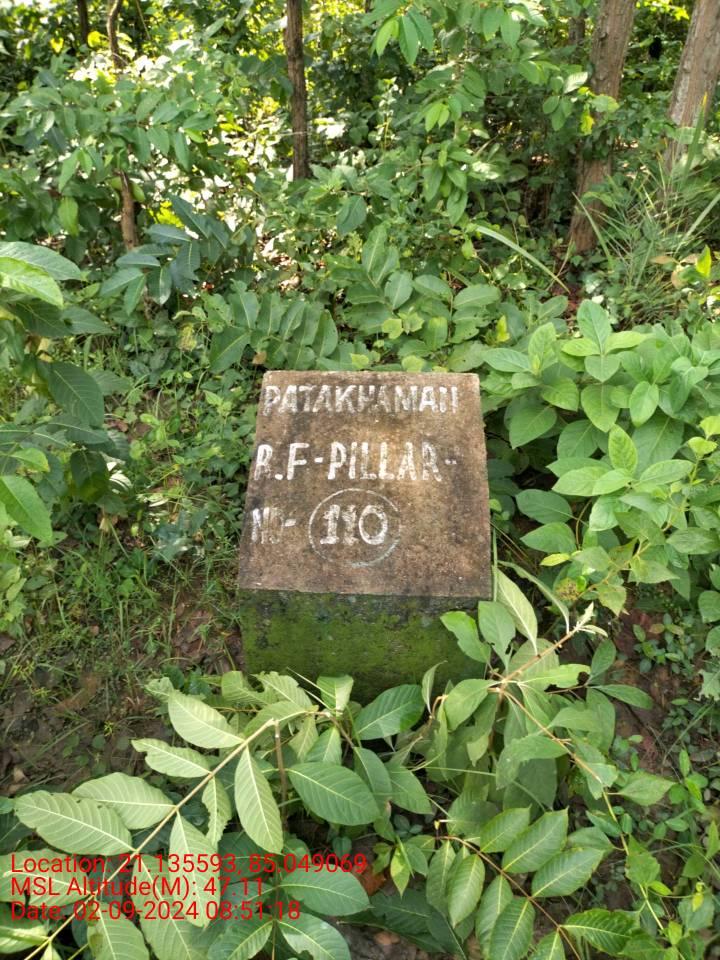 PATAKHAMAN
R.F-PILLAR-
NO- 110
Location: 21.135593, 85.049069
MSL Altitude(M): 47.11
Date: 02-09-2024 08:51:18